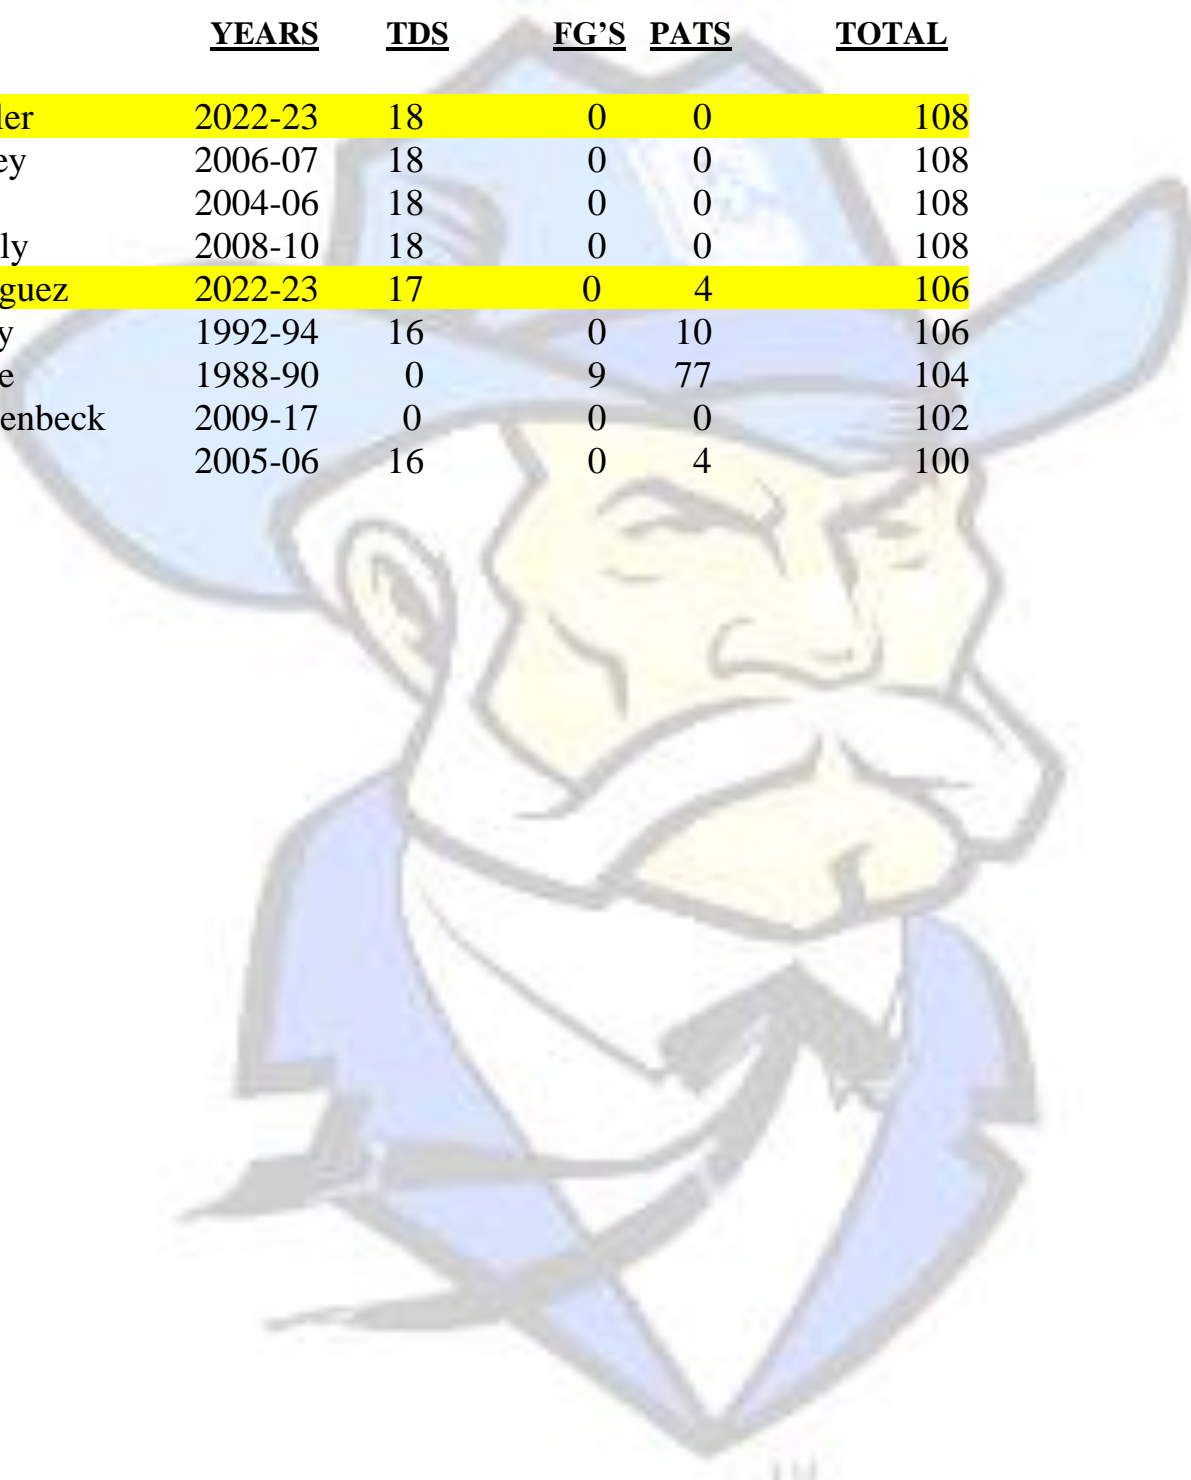 YEARS TDS FG'S PATS TOTAL
ler 2022-23 18 0 0 108
ey 2006-07 18 0 0 108
2004-06 18 0 0 108
ly 2008-10 18 0 0 108
guez 2022-23 17 0 4 106
y 1992-94 16 0 10 106
e 1988-90 0 9 77 104
enbeck 2009-17 0 0 0 102
2005-06 16 0 4 100